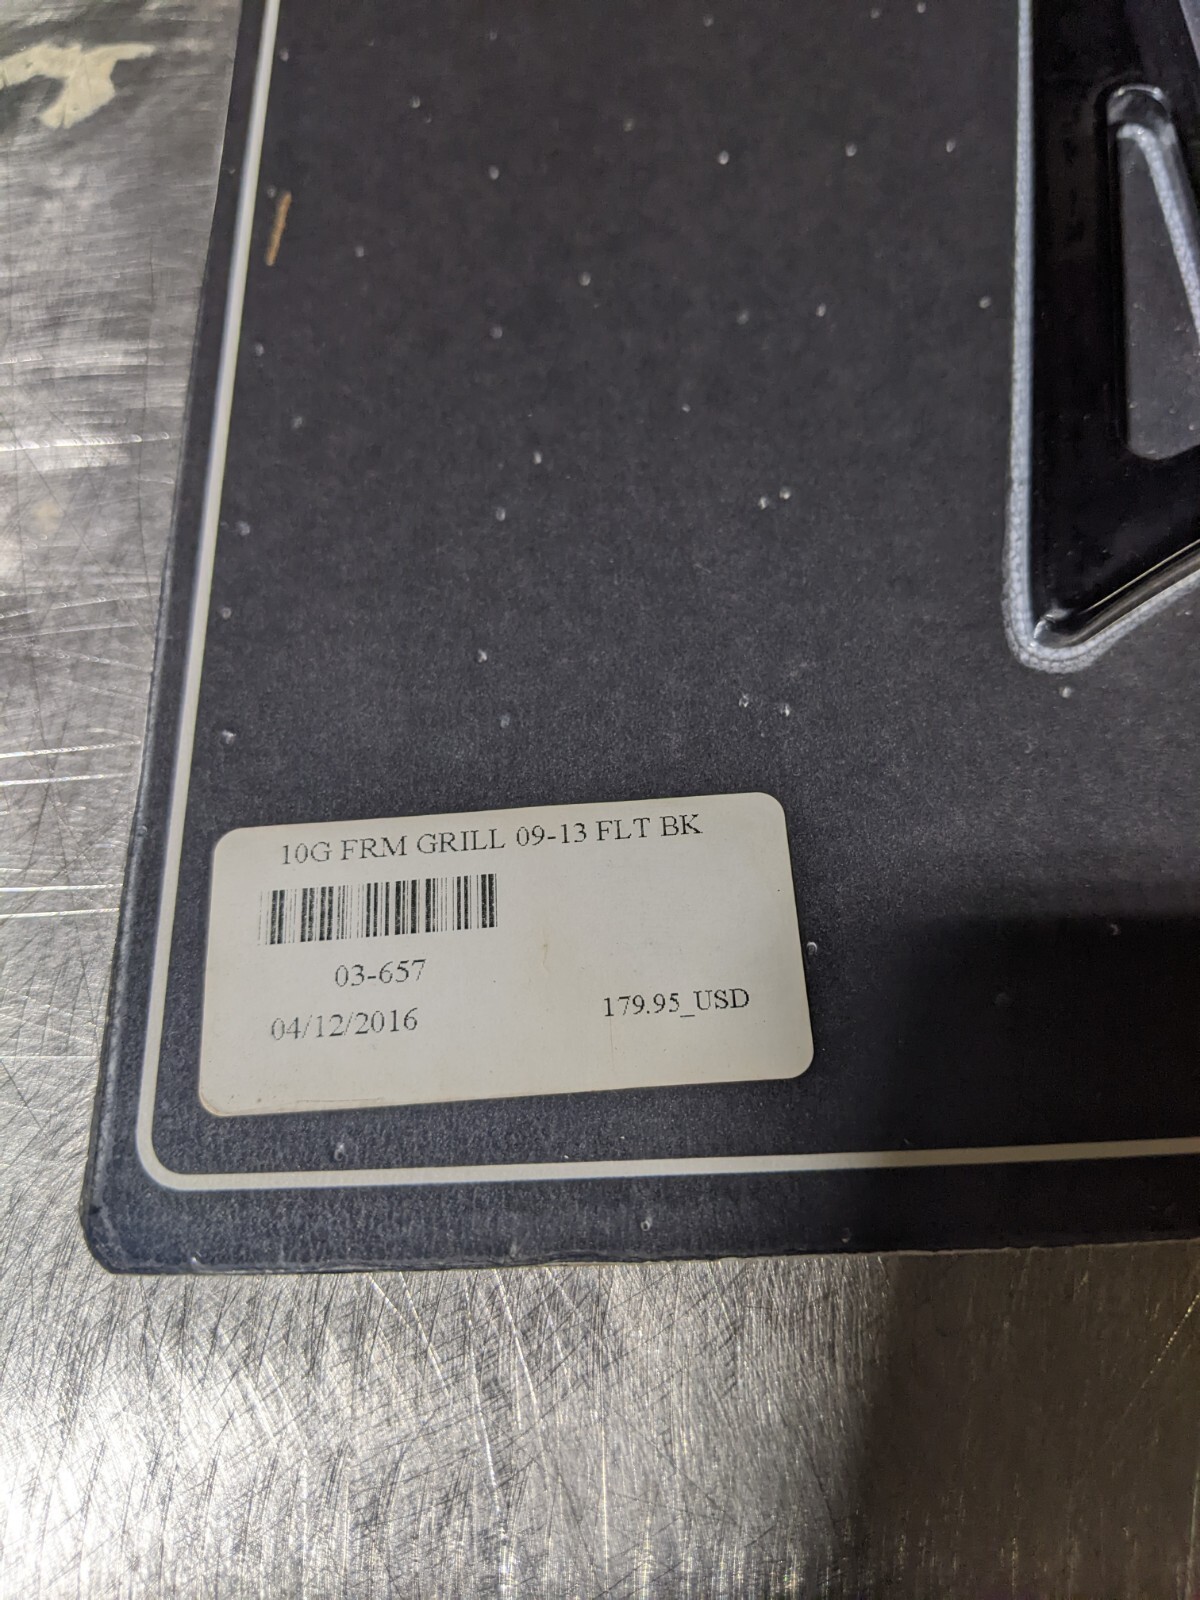 10G FRM GRILL 09-13 FLT BK
03-657
04/12/2016
179.95_USD